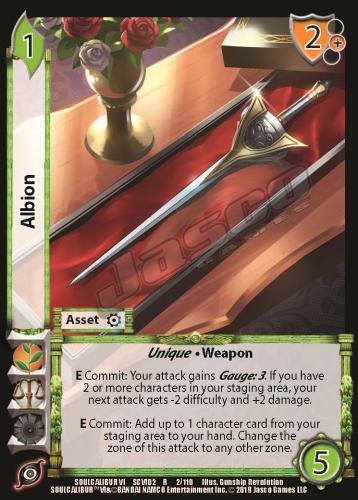 1
2
+
Albion
Jasco
GAMES
Asset
Unique • Weapon
E Commit: Your attack gains Gauge: 3. If you have
2 or more characters in your staging area, your
next attack gets -2 difficulty and +2 damage.
E Commit: Add up to 1 character card from your
staging area to your hand. Change the
zone of this attack to any other zone.
5
SOULCALIBUR VI SCVI02 R 2/110 Illus. Gunship Revolution
SOULCALIBUR™VI&©BANDAI NAMCO Entertainment Inc. © 2019 Jasco Games LLC